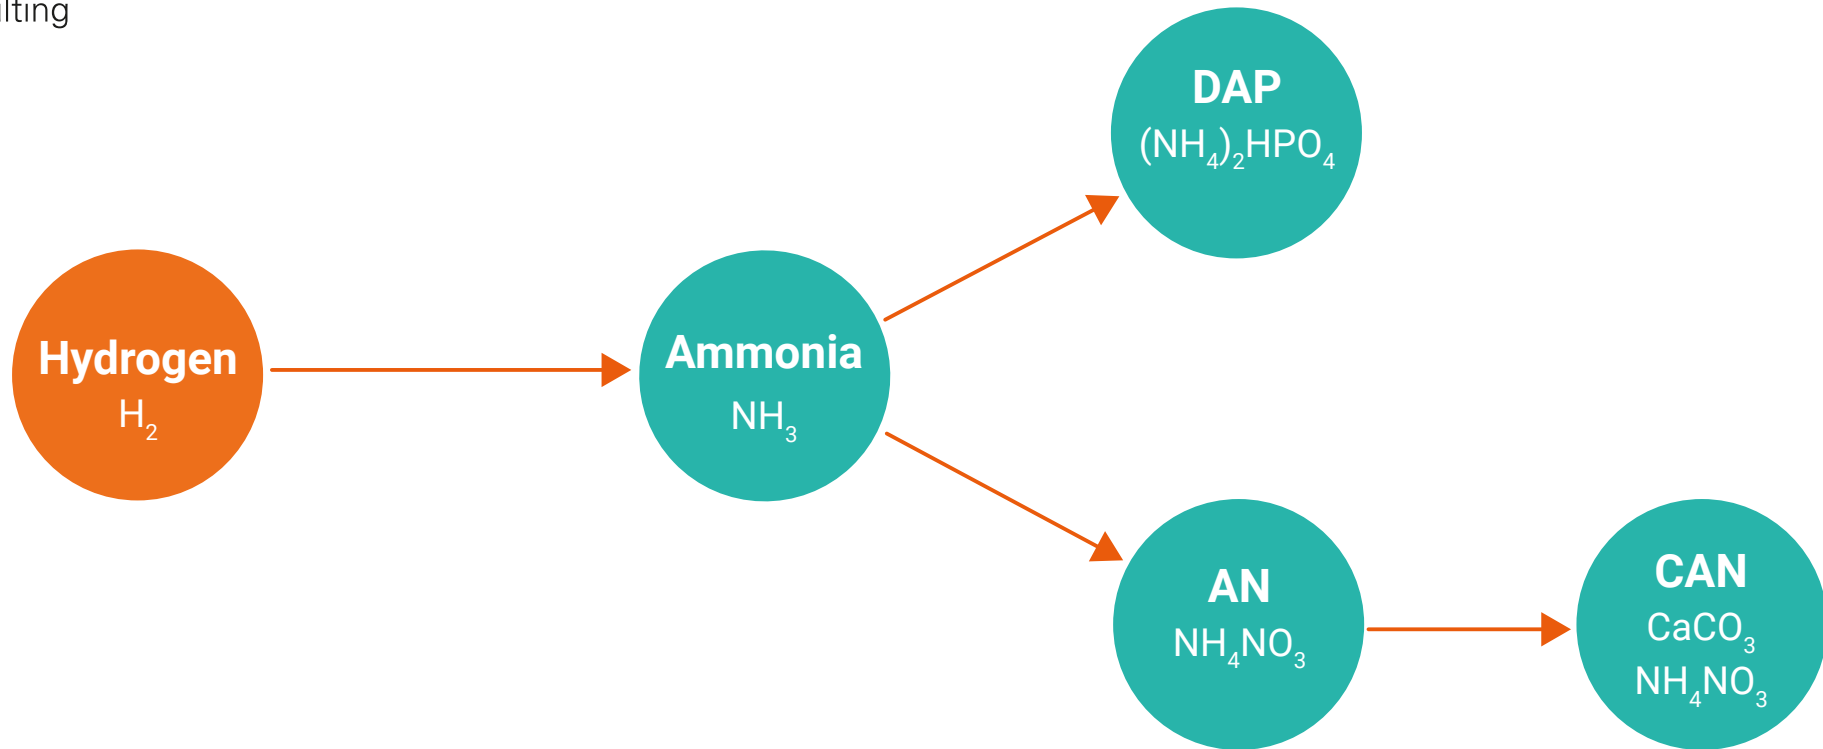 DAP
(NH₄)₂HPO₄
Hydrogen
H₂
Ammonia
NH₃
AN
NH₄NO₃
CAN
CaCO₃
NH₄NO₃